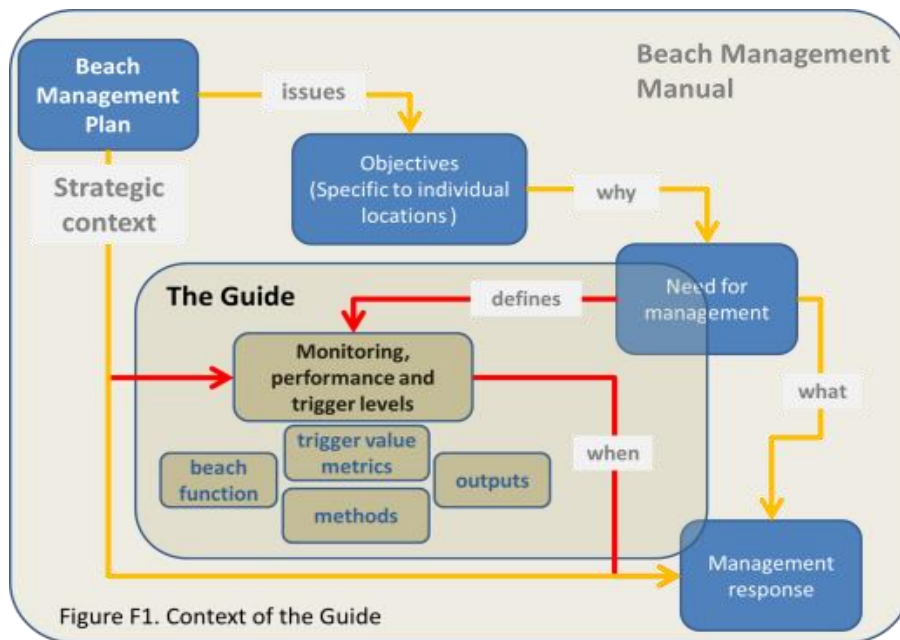 Beach
Management
Plan
issues
Beach Management
Manual
Objectives
(Specific to individual
locations )
Strategic
context
why
The Guide
defines
Need for
management
Monitoring,
performance and
trigger levels
what
trigger value
metrics
when
beach
function
outputs
methods
Management
response
Figure F1. Context of the Guide